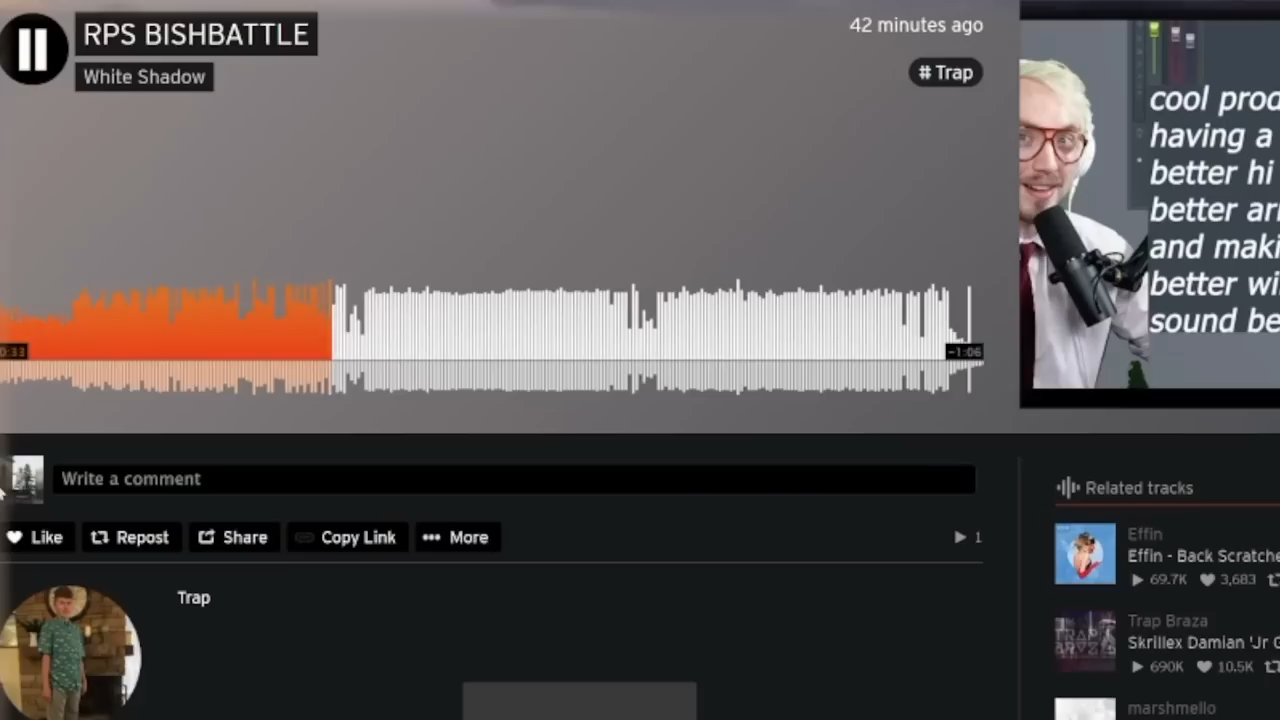 RPS BISHBATTLE
White Shadow
42 minutes ago
# Trap
cool prod
having a
better hi
better arr
and maki
better wi
sound be
0:33
-1:06
Write a comment
Like
Repost
Share
Copy Link
More
1
Trap
Related tracks
Effin
Effin - Back Scratche
69.7K
3,683
Trap Braza
Skrillex Damian 'Jr G
690K
10.5K
marshmello